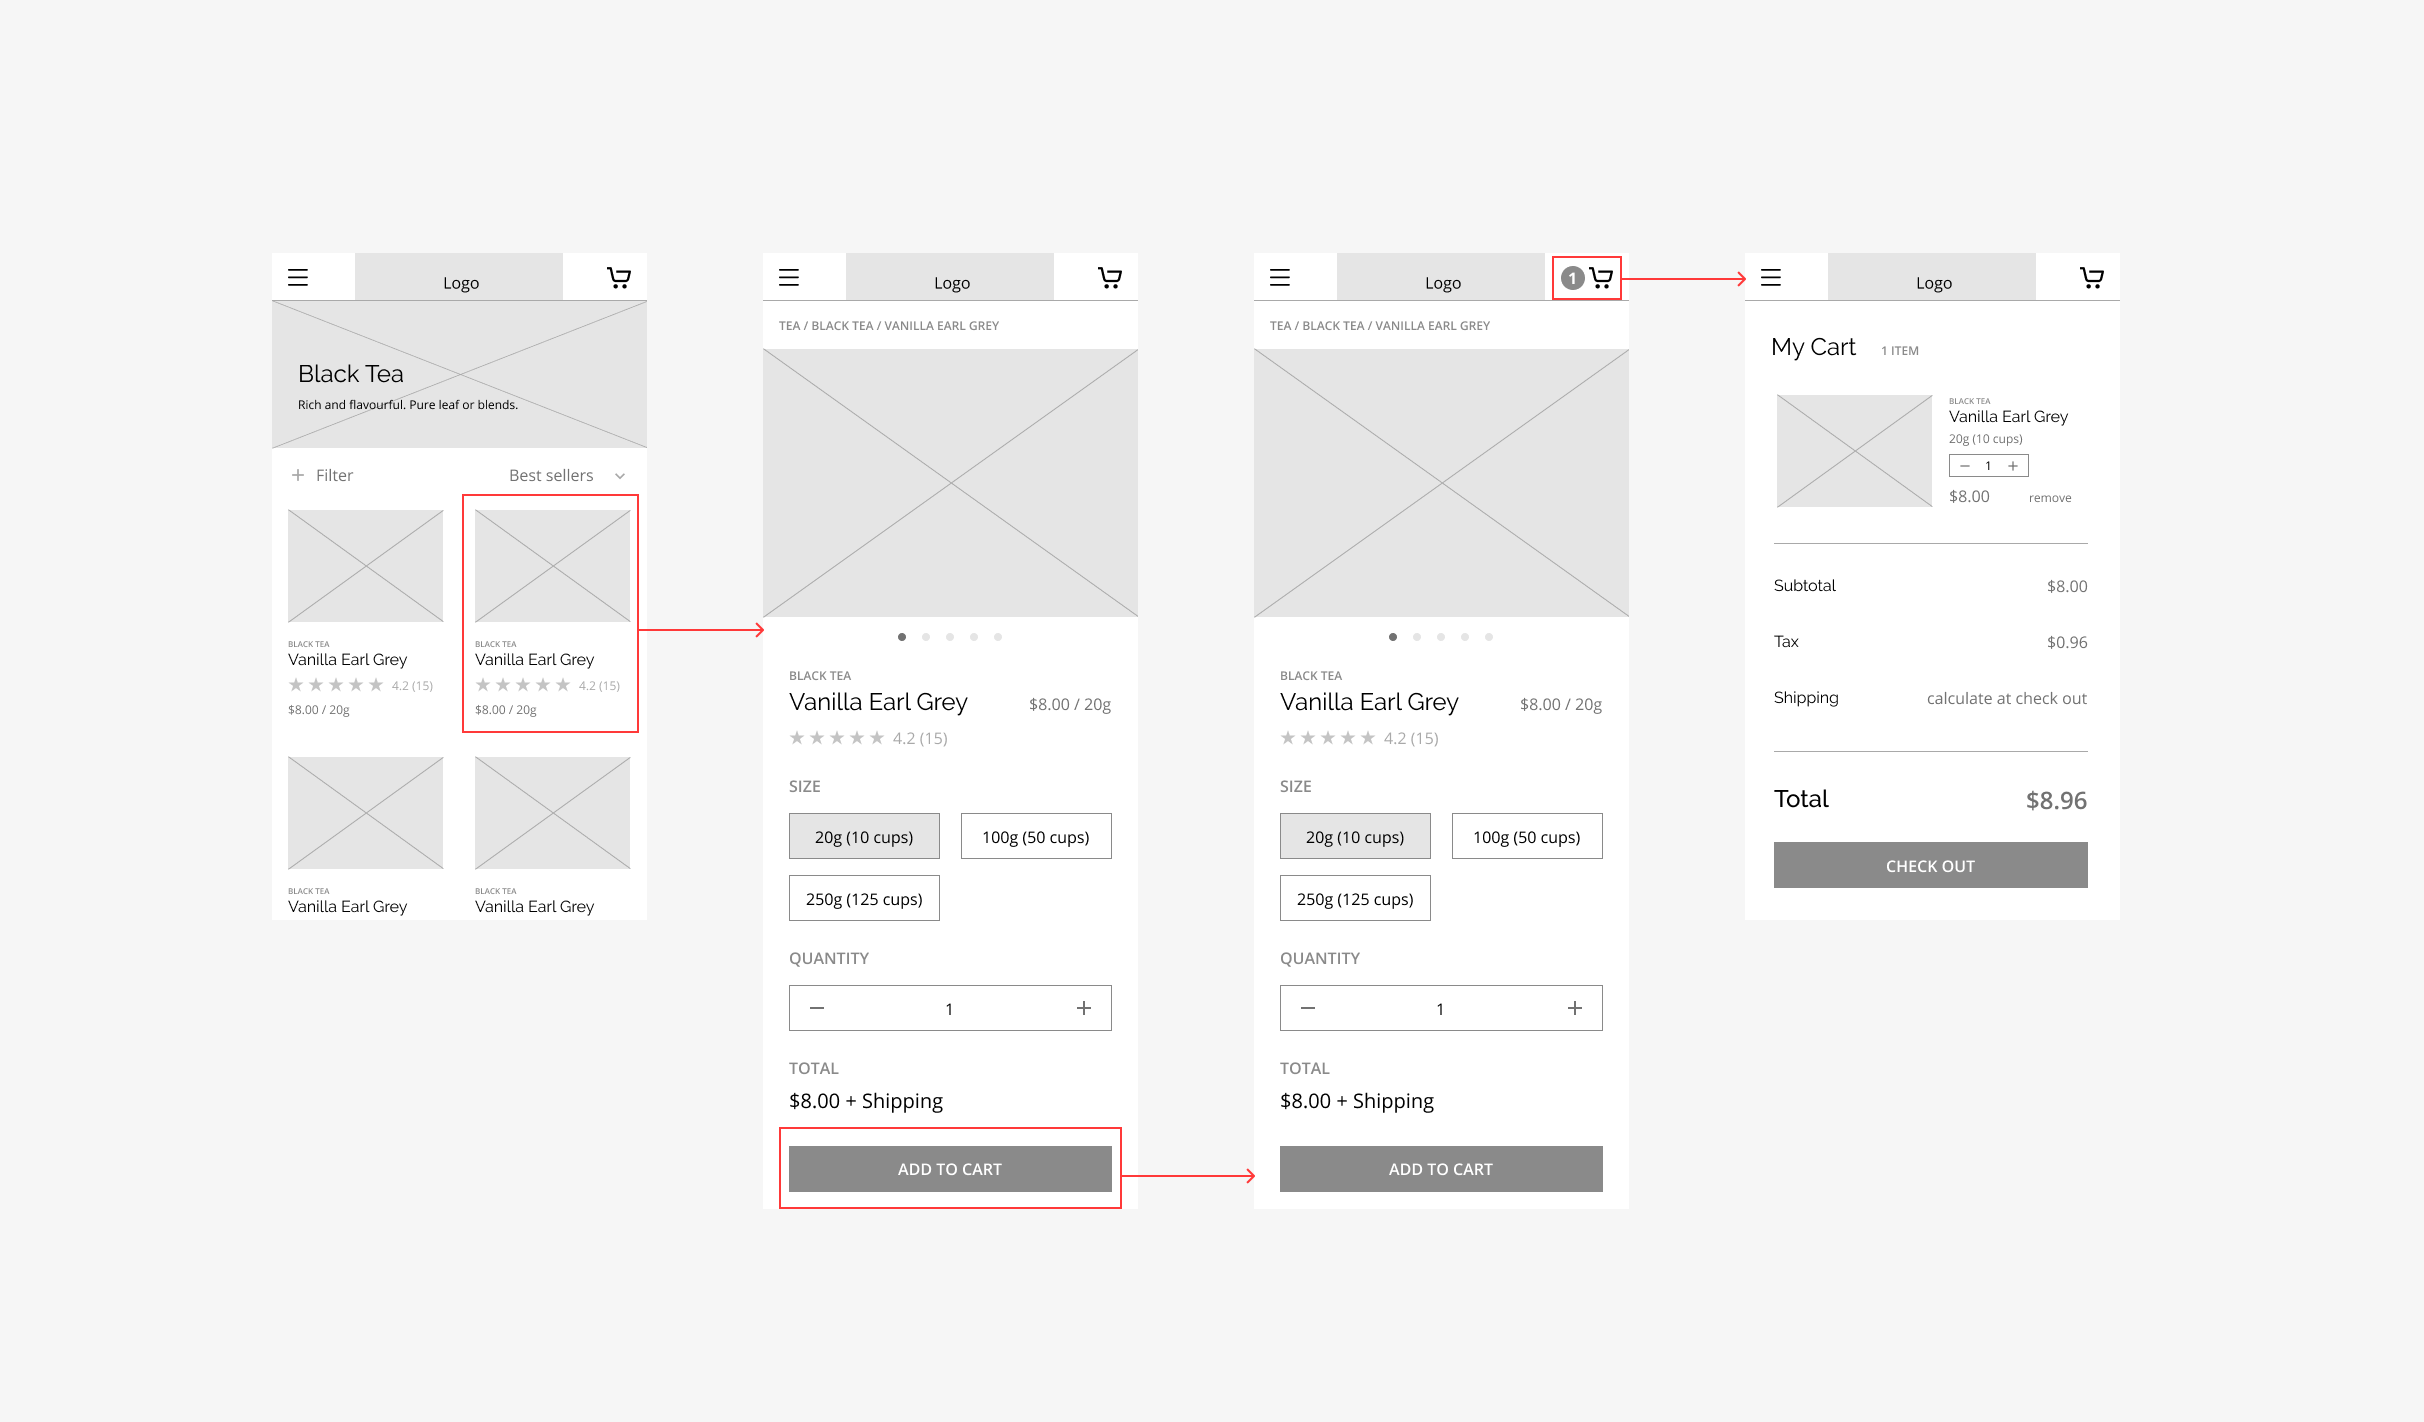 Logo
Black Tea
Rich and flavourful. Pure leaf or blends.
Filter
Best sellers
BLACK TEA
Vanilla Earl Grey
4.2 (15)
$8.00 / 20g
BLACK TEA
Vanilla Earl Grey
4.2 (15)
$8.00 / 20g
BLACK TEA
Vanilla Earl Grey
BLACK TEA
Vanilla Earl Grey
Logo
TEA / BLACK TEA / VANILLA EARL GREY
BLACK TEA
Vanilla Earl Grey
$8.00 / 20g
4.2 (15)
SIZE
20g (10 cups)
100g (50 cups)
250g (125 cups)
QUANTITY
1
TOTAL
$8.00 + Shipping
ADD TO CART
Logo
1
TEA / BLACK TEA / VANILLA EARL GREY
BLACK TEA
Vanilla Earl Grey
$8.00 / 20g
4.2 (15)
SIZE
20g (10 cups)
100g (50 cups)
250g (125 cups)
QUANTITY
1
TOTAL
$8.00 + Shipping
ADD TO CART
Logo
My Cart
1 ITEM
BLACK TEA
Vanilla Earl Grey
20g (10 cups)
1
$8.00
remove
Subtotal
$8.00
Tax
$0.96
Shipping
calculate at check out
Total
$8.96
CHECK OUT